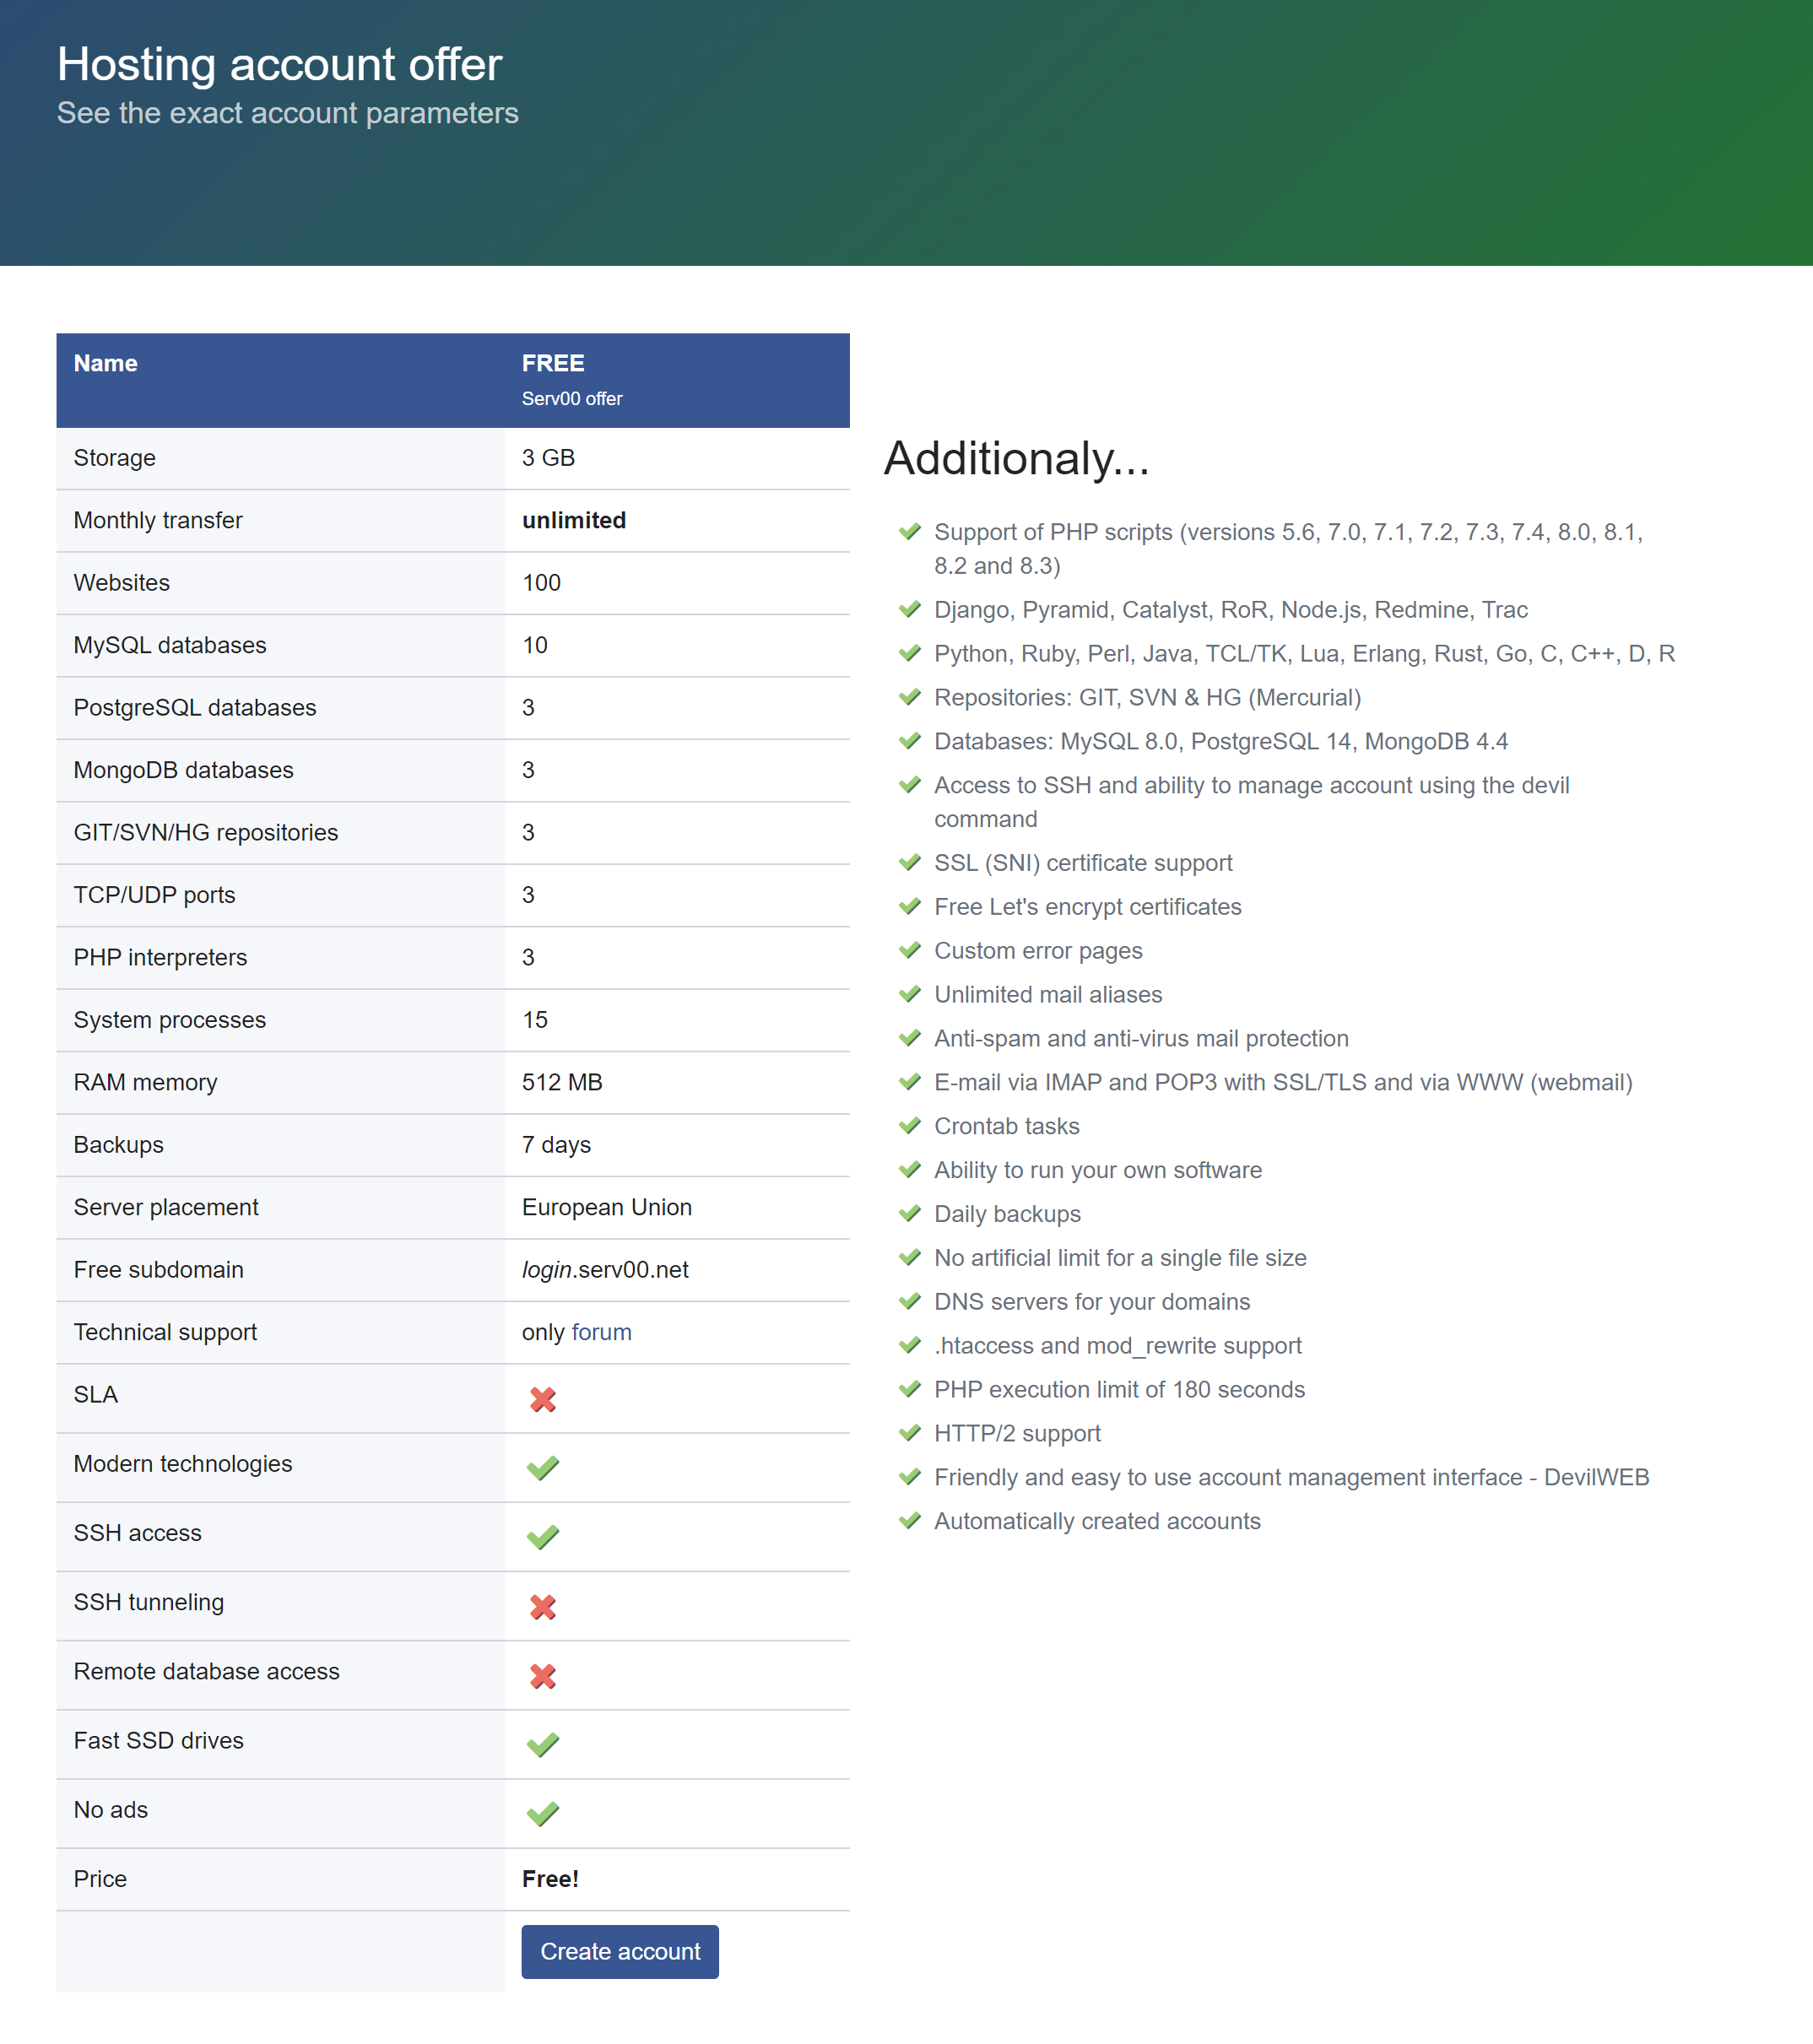 Hosting account offer
See the exact account parameters
Name FREE
Serv00 offer
Storage 3 GB
Monthly transfer unlimited
Websites 100
MySQL databases 10
PostgreSQL databases 3
MongoDB databases 3
GIT/SVN/HG repositories 3
TCP/UDP ports 3
PHP interpreters 3
System processes 15
RAM memory 512 MB
Backups 7 days
Server placement European Union
Free subdomain login.serv00.net
Technical support only forum
SLA
Modern technologies
SSH access
SSH tunneling
Remote database access
Fast SSD drives
No ads
Price Free!
Create account
Additionaly...
Support of PHP scripts (versions 5.6, 7.0, 7.1, 7.2, 7.3, 7.4, 8.0, 8.1,
8.2 and 8.3)
Django, Pyramid, Catalyst, RoR, Node.js, Redmine, Trac
Python, Ruby, Perl, Java, TCL/TK, Lua, Erlang, Rust, Go, C, C++, D, R
Repositories: GIT, SVN & HG (Mercurial)
Databases: MySQL 8.0, PostgreSQL 14, MongoDB 4.4
Access to SSH and ability to manage account using the devil
command
SSL (SNI) certificate support
Free Let's encrypt certificates
Custom error pages
Unlimited mail aliases
Anti-spam and anti-virus mail protection
E-mail via IMAP and POP3 with SSL/TLS and via WWW (webmail)
Crontab tasks
Ability to run your own software
Daily backups
No artificial limit for a single file size
DNS servers for your domains
.htaccess and mod_rewrite support
PHP execution limit of 180 seconds
HTTP/2 support
Friendly and easy to use account management interface - DevilWEB
Automatically created accounts